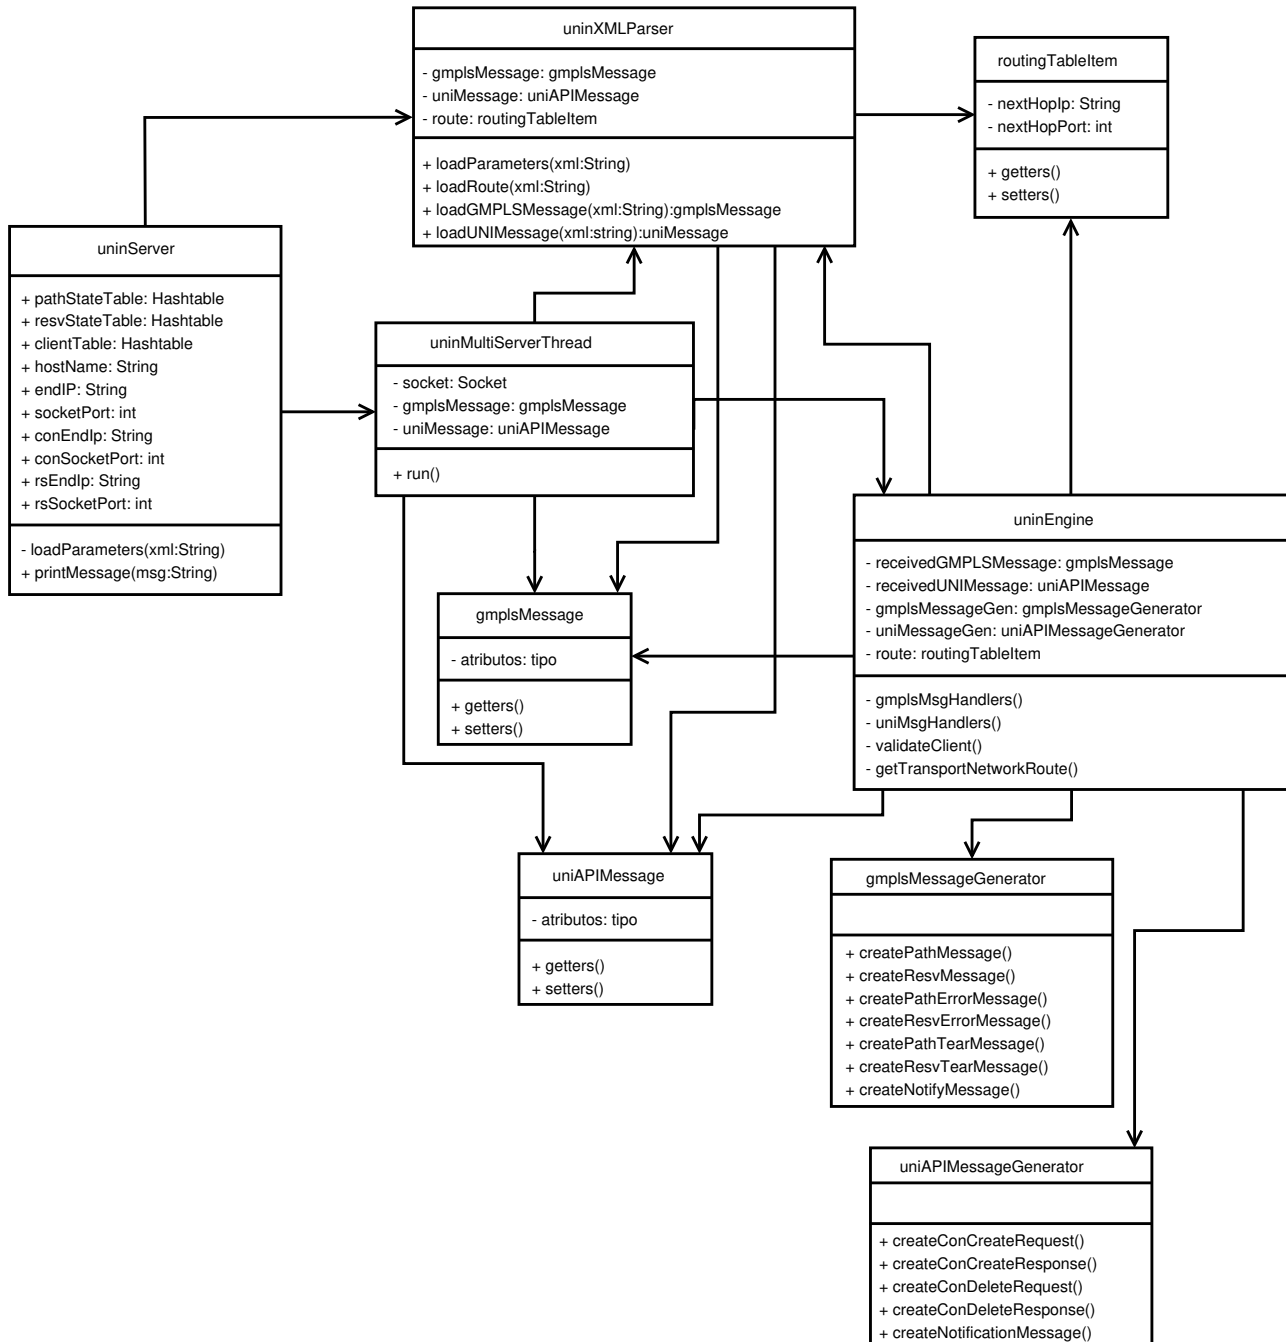 uninXMLParser
- gmplsMessage: gmplsMessage
- uniMessage: uniAPIMessage
- route: routingTableItem
+ loadParameters(xml:String)
+ loadRoute(xml:String)
+ loadGMPLSMessage(xml:String):gmplsMessage
+ loadUNIMessage(xml:string):uniMessage
routingTableItem
- nextHopIp: String
- nextHopPort: int
+ getters()
+ setters()
uninServer
+ pathStateTable: Hashtable
+ resvStateTable: Hashtable
+ clientTable: Hashtable
+ hostName: String
+ endIP: String
+ socketPort: int
+ conEndIp: String
+ conSocketPort: int
+ rsEndIp: String
+ rsSocketPort: int
- loadParameters(xml:String)
+ printMessage(msg:String)
uninMultiServerThread
- socket: Socket
- gmplsMessage: gmplsMessage
- uniMessage: uniAPIMessage
+ run()
uninEngine
- receivedGMPLSMessage: gmplsMessage
- receivedUNIMessage: uniAPIMessage
- gmplsMessageGen: gmplsMessageGenerator
- uniMessageGen: uniAPIMessageGenerator
- route: routingTableItem
- gmplsMsgHandlers()
- uniMsgHandlers()
- validateClient()
- getTransportNetworkRoute()
gmplsMessage
- atributos: tipo
+ getters()
+ setters()
uniAPIMessage
- atributos: tipo
+ getters()
+ setters()
gmplsMessageGenerator
+ createPathMessage()
+ createResvMessage()
+ createPathErrorMessage()
+ createResvErrorMessage()
+ createPathTearMessage()
+ createResvTearMessage()
+ createNotifyMessage()
uniAPIMessageGenerator
+ createConCreateRequest()
+ createConCreateResponse()
+ createConDeleteRequest()
+ createConDeleteResponse()
+ createNotificationMessage()